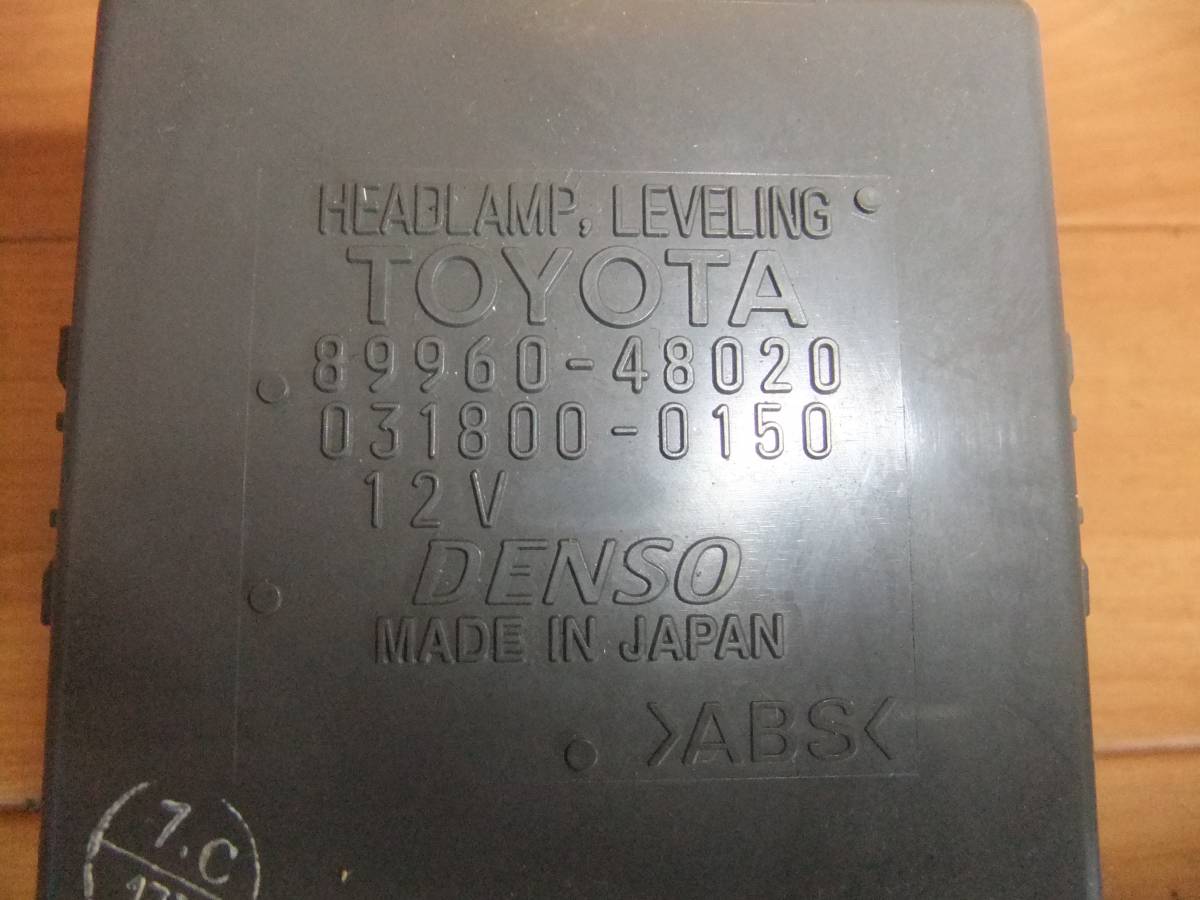 HEADLAMP, LEVELING
TOYOTA
89960-48020
031800-0150
12V
DENSO
MADE IN JAPAN
>ABS<
7.C